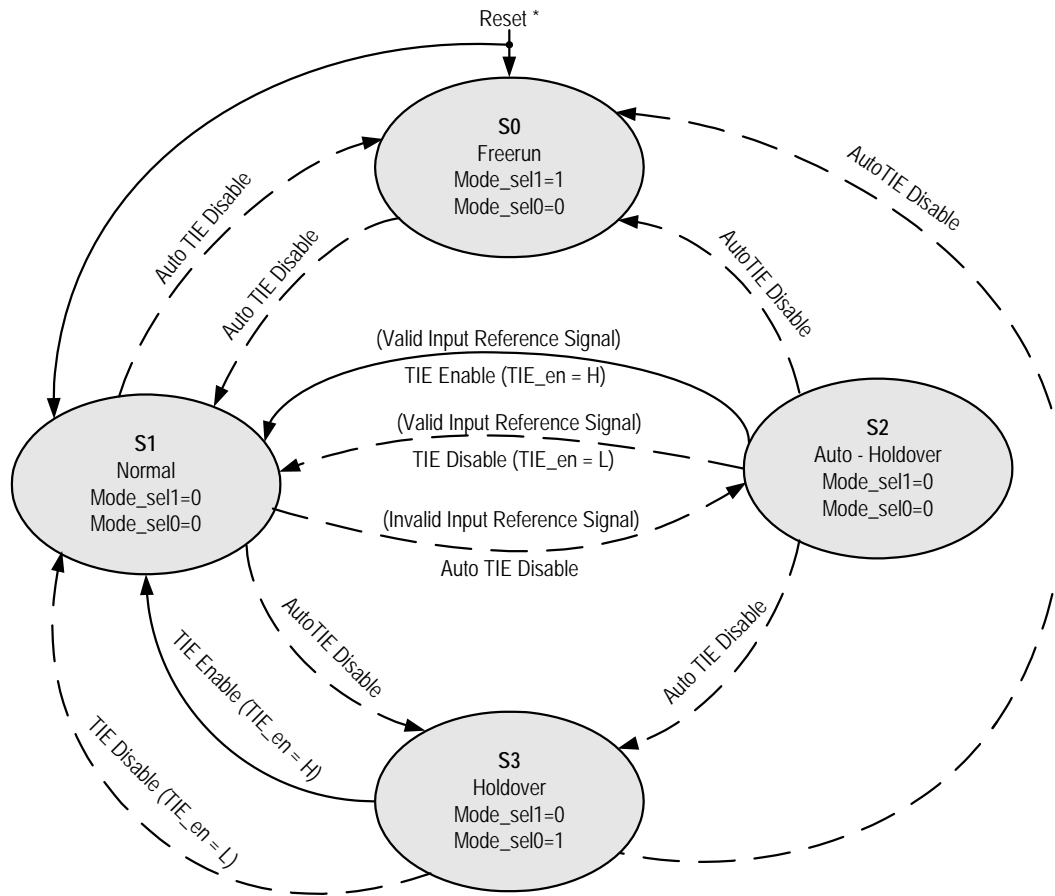 Reset *
S0
Freerun
Mode_sel1=1
Mode_sel0=0
Auto TIE Disable
Auto TIE Disable
AutoTIE Disable
AutoTIE Disable
(Valid Input Reference Signal)
TIE Enable (TIE_en = H)
(Valid Input Reference Signal)
TIE Disable (TIE_en = L)
(Invalid Input Reference Signal)
Auto TIE Disable
S1
Normal
Mode_sel1=0
Mode_sel0=0
S2
Auto - Holdover
Mode_sel1=0
Mode_sel0=0
AutoTIE Disable
Auto TIE Disable
TIE Enable (TIE_en = H)
TIE Disable (TIE_en = L)
S3
Holdover
Mode_sel1=0
Mode_sel0=1